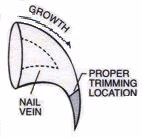 GROWTH
PROPER
TRIMMING
LOCATION
NAIL
VEIN